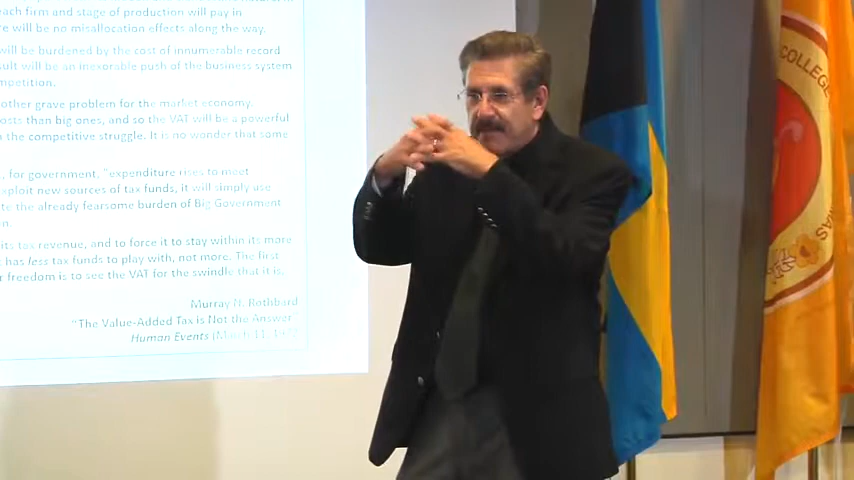 each firm and stage of production will pay in
re will be no misallocation effects along the way.
will be burdened by the cost of innumerable record
sult will be an inexorable push of the business system
mpetition.
other grave problem for the market economy.
osts than big ones, and so the VAT will be a powerful
n the competitive struggle. It is no wonder that some
, for government, "expenditure rises to meet
exploit new sources of tax funds, it will simply use
te the already fearsome burden of Big Government
n.
its tax revenue, and to force it to stay within its more
t has less tax funds to play with, not more. The first
r freedom is to see the VAT for the swindle that it is.
Murray N. Rothbard
"The Value-Added Tax is Not the Answer"
Human Events (March 11, 1972
COLLEGE